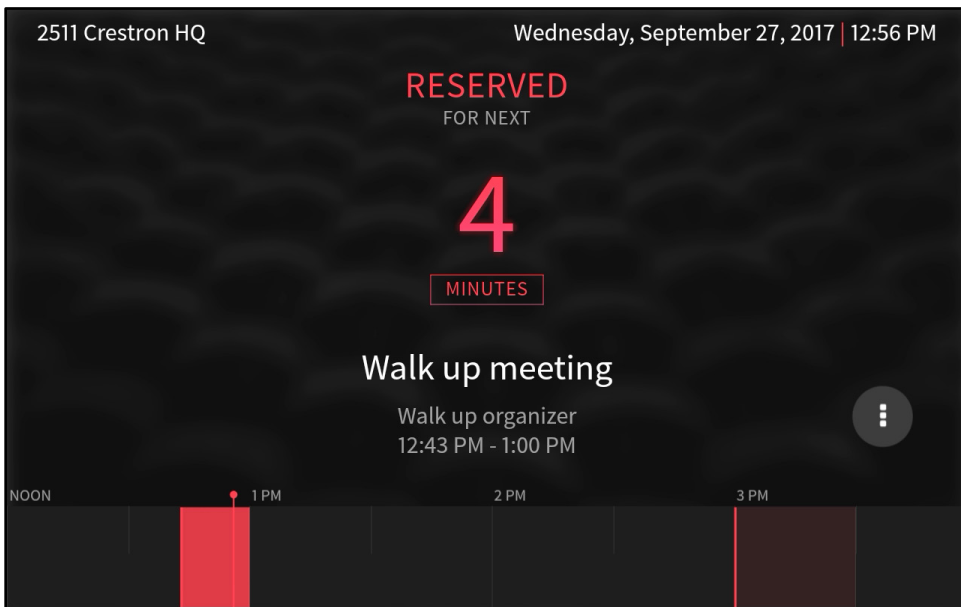 2511 Crestron HQ
Wednesday, September 27, 2017 | 12:56 PM
RESERVED
FOR NEXT
4
MINUTES
Walk up meeting
Walk up organizer
12:43 PM - 1:00 PM
NOON
1 PM
2 PM
3 PM